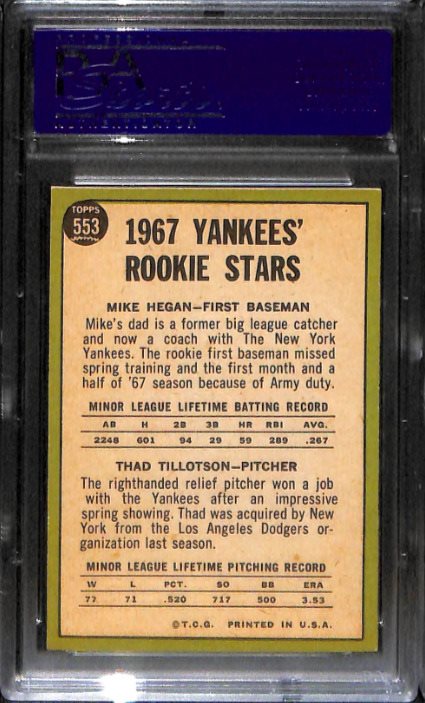 TOPPS
553
1967 YANKEES'
ROOKIE STARS
MIKE HEGAN—FIRST BASEMAN
Mike's dad is a former big league catcher
and now a coach with The New York
Yankees. The rookie first baseman missed
spring training and the first month and a
half of '67 season because of Army duty.
MINOR LEAGUE LIFETIME BATTING RECORD
AB H 2B 3B HR RBI AVG.
2248 601 94 29 59 289 .267
THAD TILLOTSON—PITCHER
The righthanded relief pitcher won a job
with the Yankees after an impressive
spring showing. Thad was acquired by New
York from the Los Angeles Dodgers or-
ganization last season.
MINOR LEAGUE LIFETIME PITCHING RECORD
W L PCT. SO BB ERA
77 71 .520 717 500 3.53
©T.C.G. PRINTED IN U.S.A.